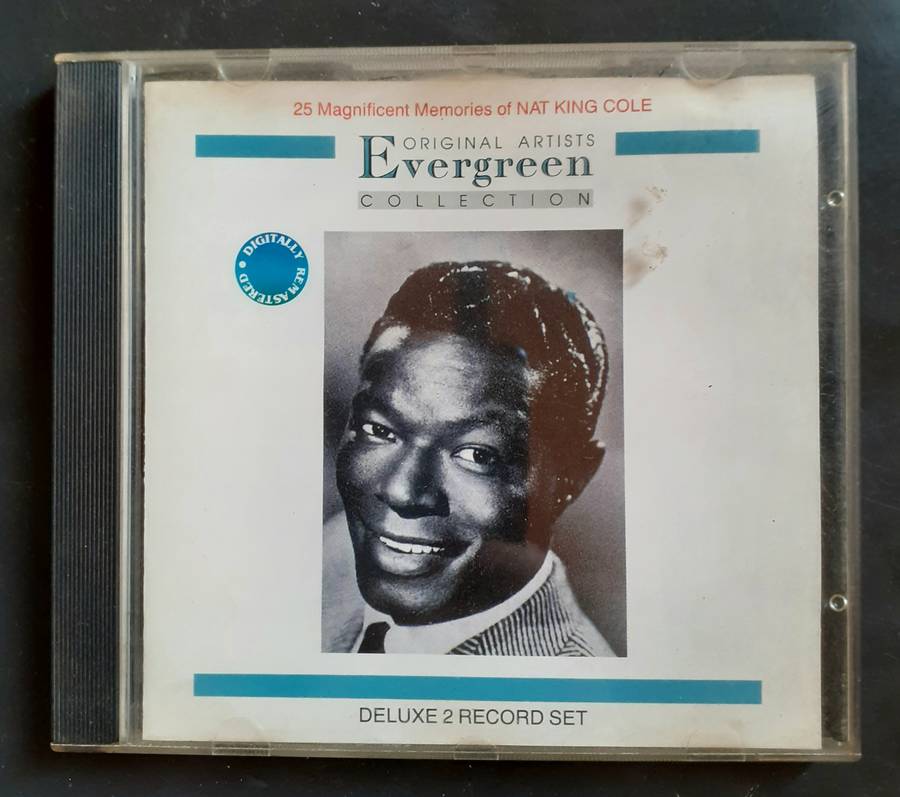 25 Magnificent Memories of NAT KING COLE
ORIGINAL ARTISTS
Evergreen
COLLECTION
DIGITALLY REMASTERED
DELUXE 2 RECORD SET